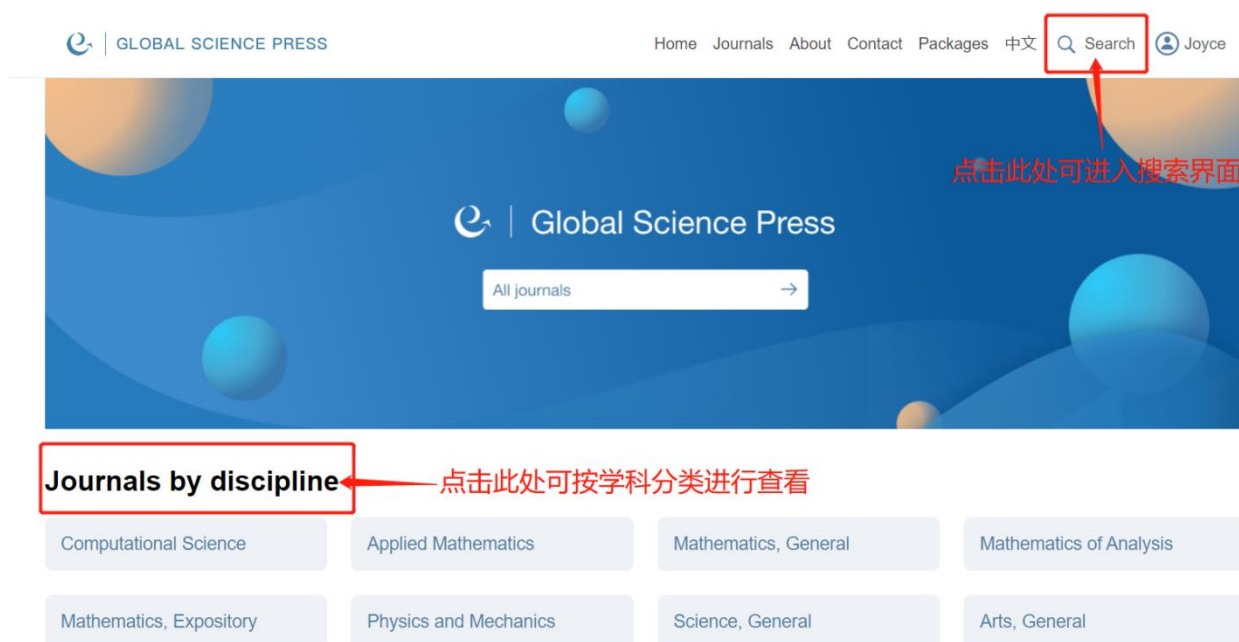 GLOBAL SCIENCE PRESS
Home Journals About Contact Packages 中文 Search Joyce
点击此处可进入搜索界面
Global Science Press
All journals
Journals by discipline
点击此处可按学科分类进行查看
Computational Science
Applied Mathematics
Mathematics, General
Mathematics of Analysis
Mathematics, Expository
Physics and Mechanics
Science, General
Arts, General